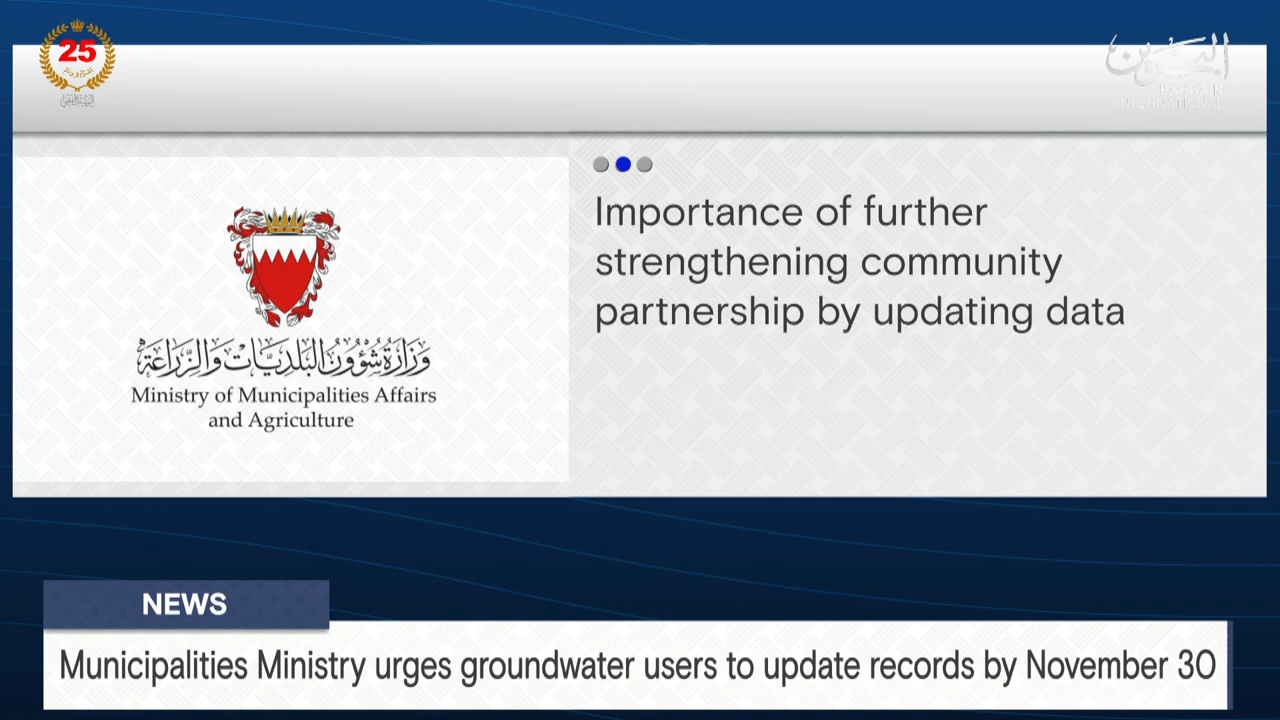 25
البحرين
BAHRAIN
INTERNATIONAL
Importance of further
strengthening community
partnership by updating data
وزارة شؤون البلديات والزراعة
Ministry of Municipalities Affairs
and Agriculture
NEWS
Municipalities Ministry urges groundwater users to update records by November 30